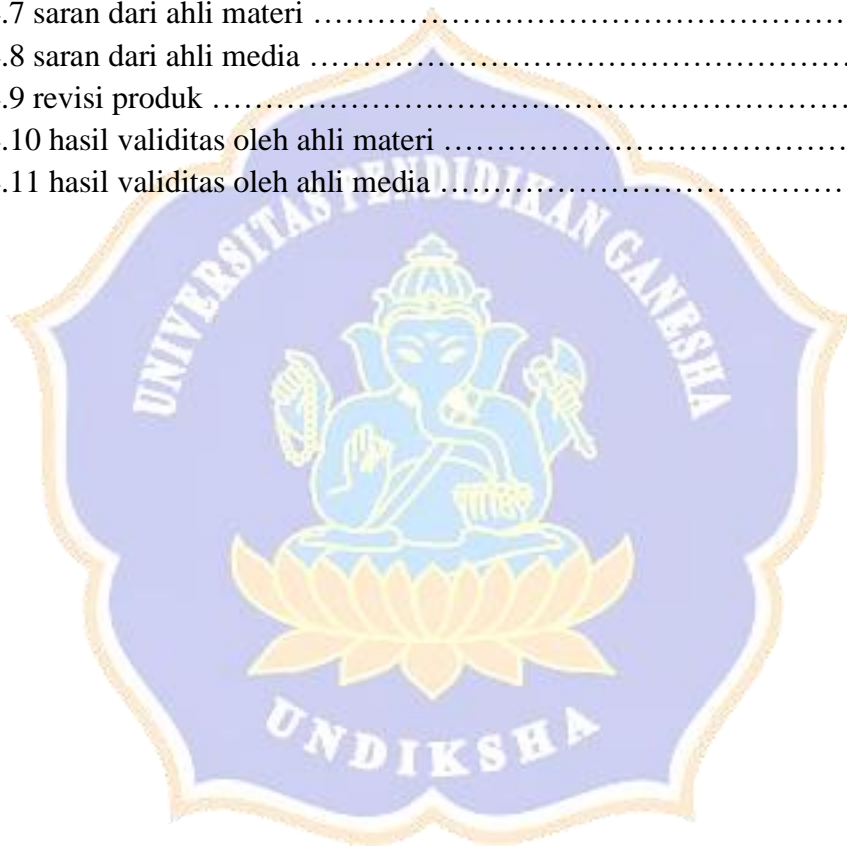 .7 saran dari ahli materi ……………………………………………
.8 saran dari ahli media ……………………………………………
.9 revisi produk ………………………………………………………
.10 hasil validitas oleh ahli materi …………………………………
.11 hasil validitas oleh ahli media …………………………………
UNIVERSITAS PENDIDIKAN GANESHA
UNDIKSHA